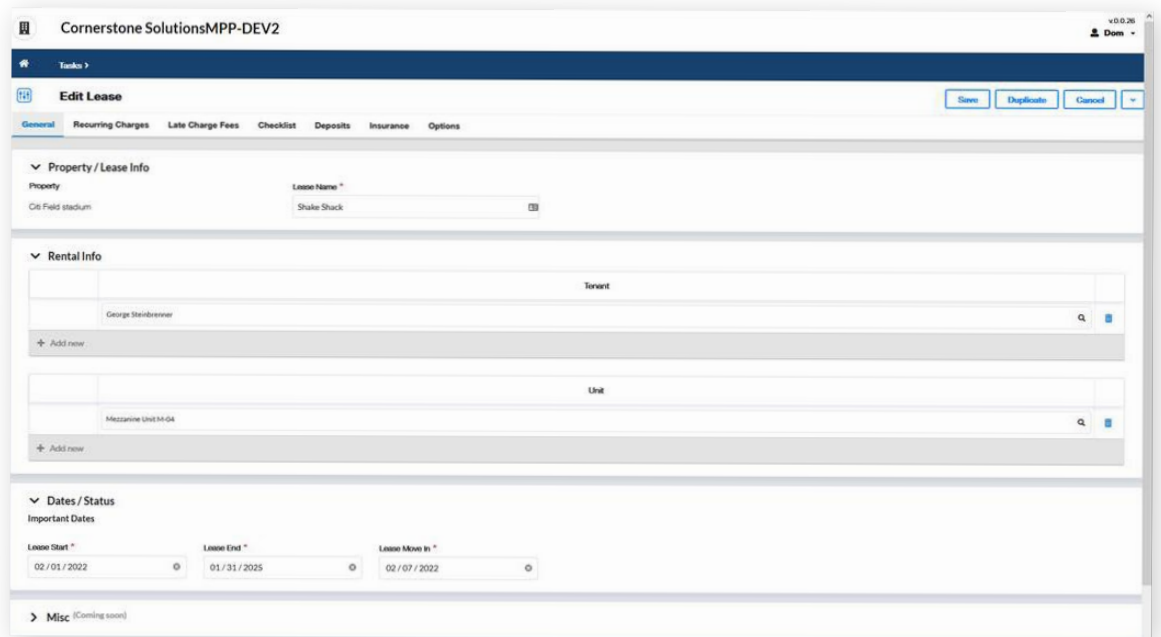 Cornerstone SolutionsMPP-DEV2
v.0.0.26
Dom
Tasks >
Edit Lease
Save Duplicate Cancel
General Recurring Charges Late Charge Fees Checklist Deposits Insurance Options
Property / Lease Info
Property Lease Name *
Citi Field stadium Shake Shack
Rental Info
Tenant
George Steinbrenner
+ Add new
Unit
Mezzanine Unit M-04
+ Add new
Dates / Status
Important Dates
Lease Start * Lease End * Lease Move In *
02/01/2022 01/31/2025 02/07/2022
Misc (Coming soon)